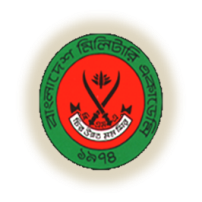 বাংলাদেশ মিলিটারি একাডেমি
চির উন্নত মম শির
১৯৭৪